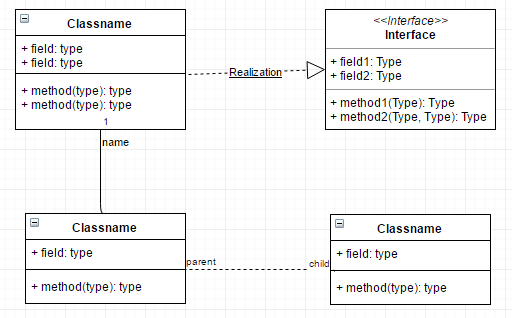 Classname
+ field: type
+ field: type
+ method(type): type
+ method(type): type
1
name
Realization
<<Interface>>
Interface
+ field1: Type
+ field2: Type
+ method1(Type): Type
+ method2(Type, Type): Type
Classname
+ field: type
+ method(type): type
parent
child
Classname
+ field: type
+ method(type): type